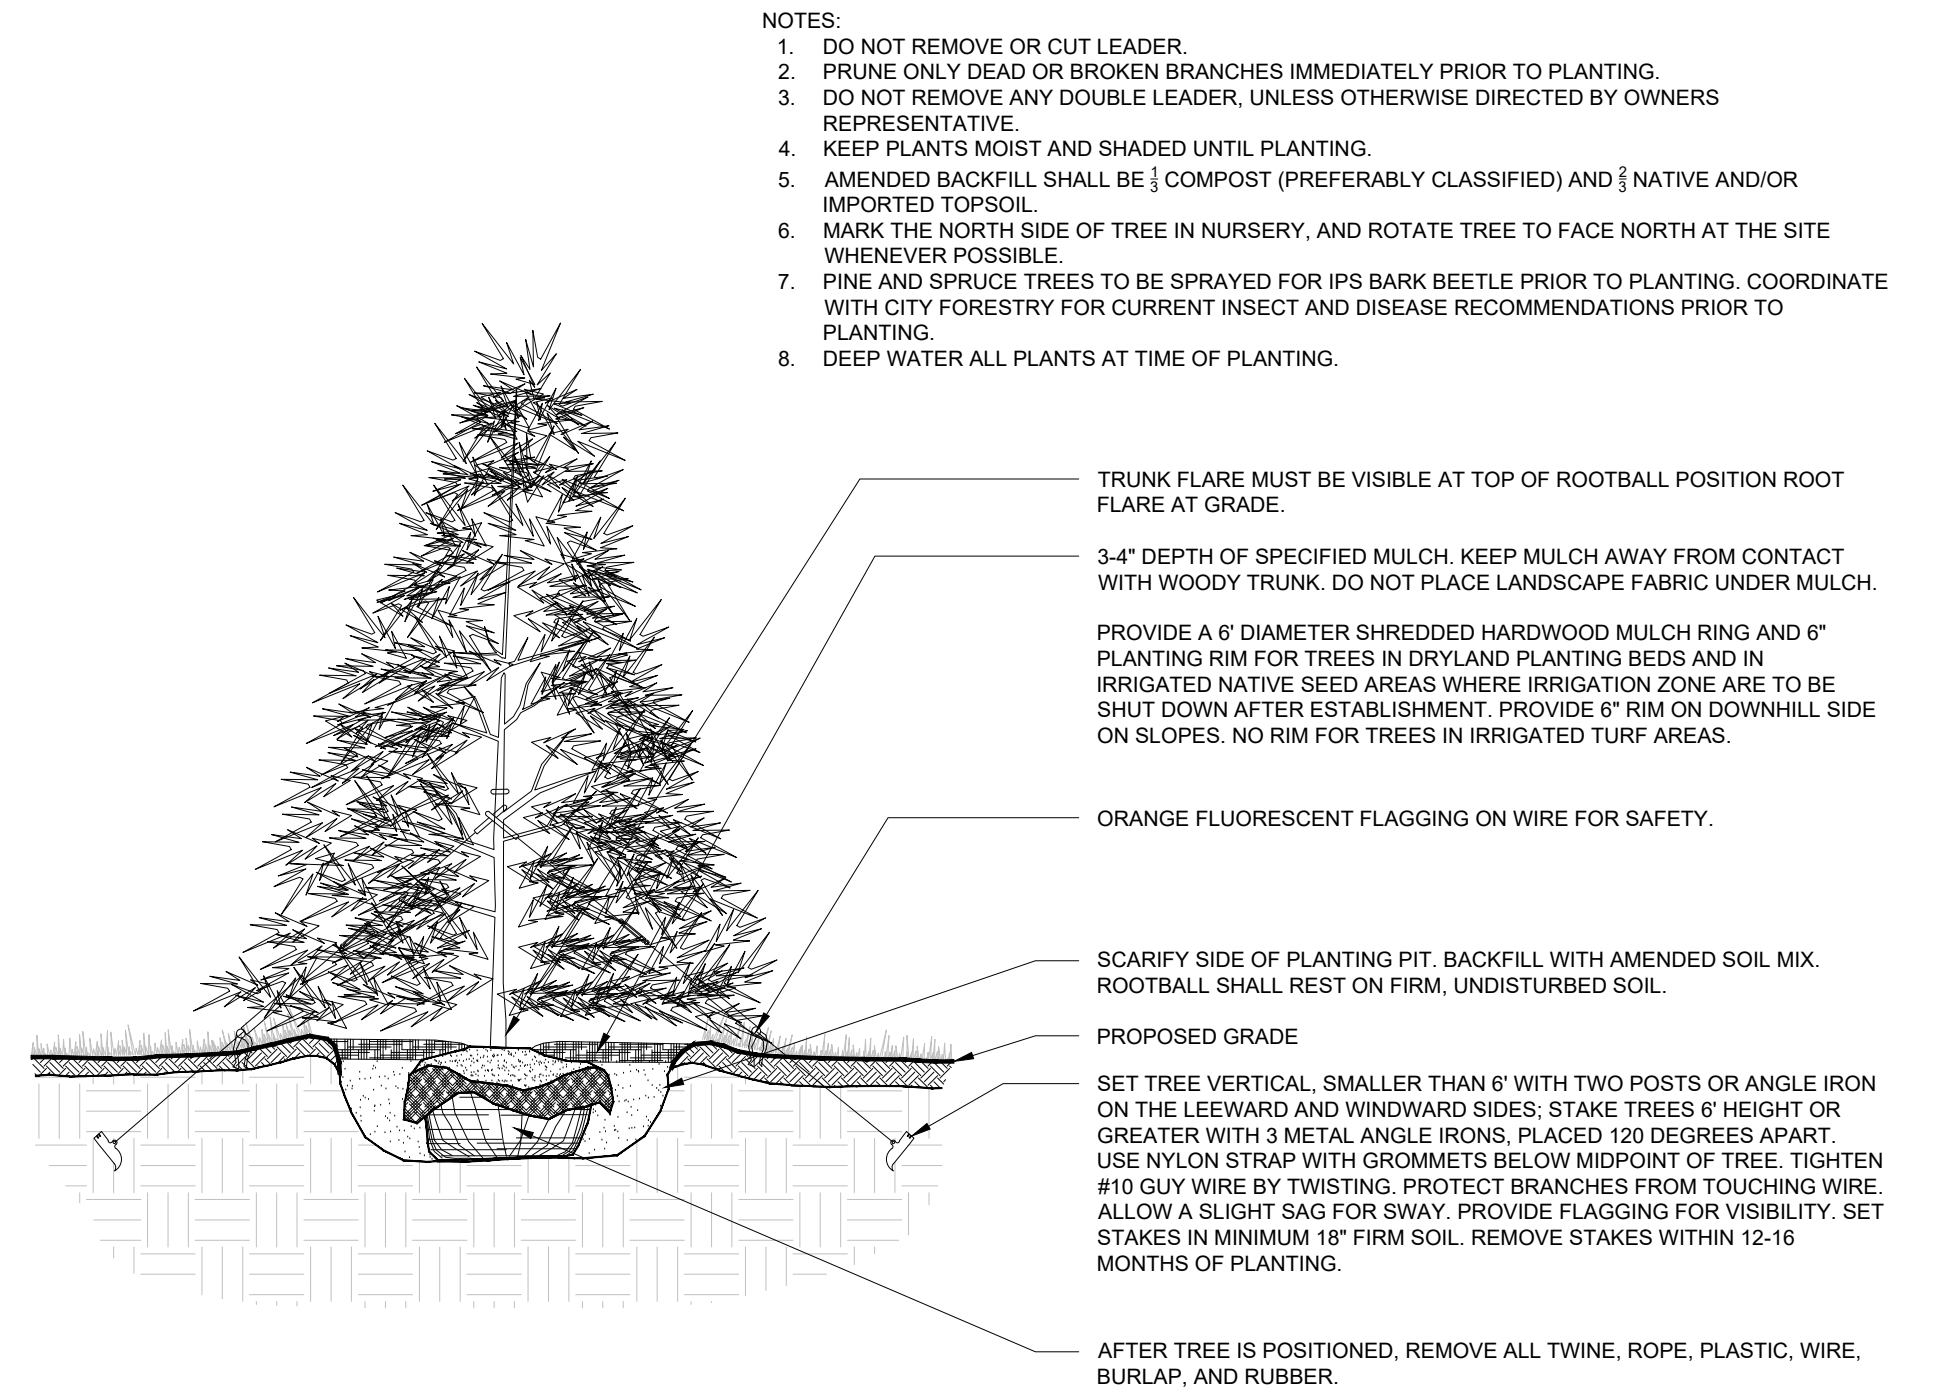 NOTES:
1. DO NOT REMOVE OR CUT LEADER.
2. PRUNE ONLY DEAD OR BROKEN BRANCHES IMMEDIATELY PRIOR TO PLANTING.
3. DO NOT REMOVE ANY DOUBLE LEADER, UNLESS OTHERWISE DIRECTED BY OWNERS
REPRESENTATIVE.
4. KEEP PLANTS MOIST AND SHADED UNTIL PLANTING.
5. AMENDED BACKFILL SHALL BE 1/3 COMPOST (PREFERABLY CLASSIFIED) AND 2/3 NATIVE AND/OR
IMPORTED TOPSOIL.
6. MARK THE NORTH SIDE OF TREE IN NURSERY, AND ROTATE TREE TO FACE NORTH AT THE SITE
WHENEVER POSSIBLE.
7. PINE AND SPRUCE TREES TO BE SPRAYED FOR IPS BARK BEETLE PRIOR TO PLANTING. COORDINATE
WITH CITY FORESTRY FOR CURRENT INSECT AND DISEASE RECOMMENDATIONS PRIOR TO
PLANTING.
8. DEEP WATER ALL PLANTS AT TIME OF PLANTING.
TRUNK FLARE MUST BE VISIBLE AT TOP OF ROOTBALL POSITION ROOT
FLARE AT GRADE.
3-4" DEPTH OF SPECIFIED MULCH. KEEP MULCH AWAY FROM CONTACT
WITH WOODY TRUNK. DO NOT PLACE LANDSCAPE FABRIC UNDER MULCH.
PROVIDE A 6' DIAMETER SHREDDED HARDWOOD MULCH RING AND 6"
PLANTING RIM FOR TREES IN DRYLAND PLANTING BEDS AND IN
IRRIGATED NATIVE SEED AREAS WHERE IRRIGATION ZONE ARE TO BE
SHUT DOWN AFTER ESTABLISHMENT. PROVIDE 6" RIM ON DOWNHILL SIDE
ON SLOPES. NO RIM FOR TREES IN IRRIGATED TURF AREAS.
ORANGE FLUORESCENT FLAGGING ON WIRE FOR SAFETY.
SCARIFY SIDE OF PLANTING PIT. BACKFILL WITH AMENDED SOIL MIX.
ROOTBALL SHALL REST ON FIRM, UNDISTURBED SOIL.
PROPOSED GRADE
SET TREE VERTICAL, SMALLER THAN 6' WITH TWO POSTS OR ANGLE IRON
ON THE LEEWARD AND WINDWARD SIDES; STAKE TREES 6' HEIGHT OR
GREATER WITH 3 METAL ANGLE IRONS, PLACED 120 DEGREES APART.
USE NYLON STRAP WITH GROMMETS BELOW MIDPOINT OF TREE. TIGHTEN
#10 GUY WIRE BY TWISTING. PROTECT BRANCHES FROM TOUCHING WIRE.
ALLOW A SLIGHT SAG FOR SWAY. PROVIDE FLAGGING FOR VISIBILITY. SET
STAKES IN MINIMUM 18" FIRM SOIL. REMOVE STAKES WITHIN 12-16
MONTHS OF PLANTING.
AFTER TREE IS POSITIONED, REMOVE ALL TWINE, ROPE, PLASTIC, WIRE,
BURLAP, AND RUBBER.